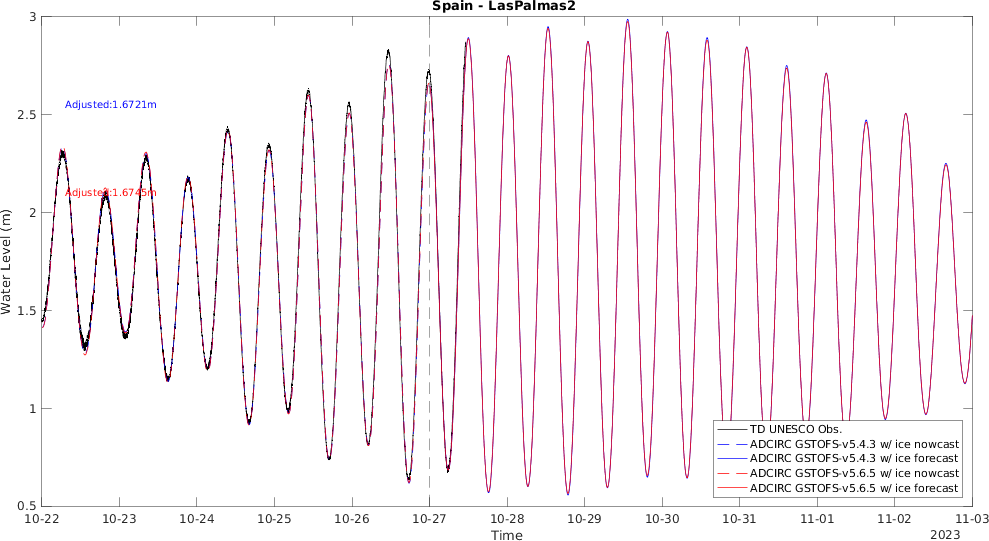 Spain - LasPalmas2
3
2.5
2
1.5
1
0.5
Water Level (m)
Adjusted:1.6721m
Adjusted:1.6745m
TD UNESCO Obs.
ADCIRC GSTOFS-v5.4.3 w/ ice nowcast
ADCIRC GSTOFS-v5.4.3 w/ ice forecast
ADCIRC GSTOFS-v5.6.5 w/ ice nowcast
ADCIRC GSTOFS-v5.6.5 w/ ice forecast
10-22 10-23 10-24 10-25 10-26 10-27 10-28 10-29 10-30 10-31 11-01 11-02 11-03
Time
2023